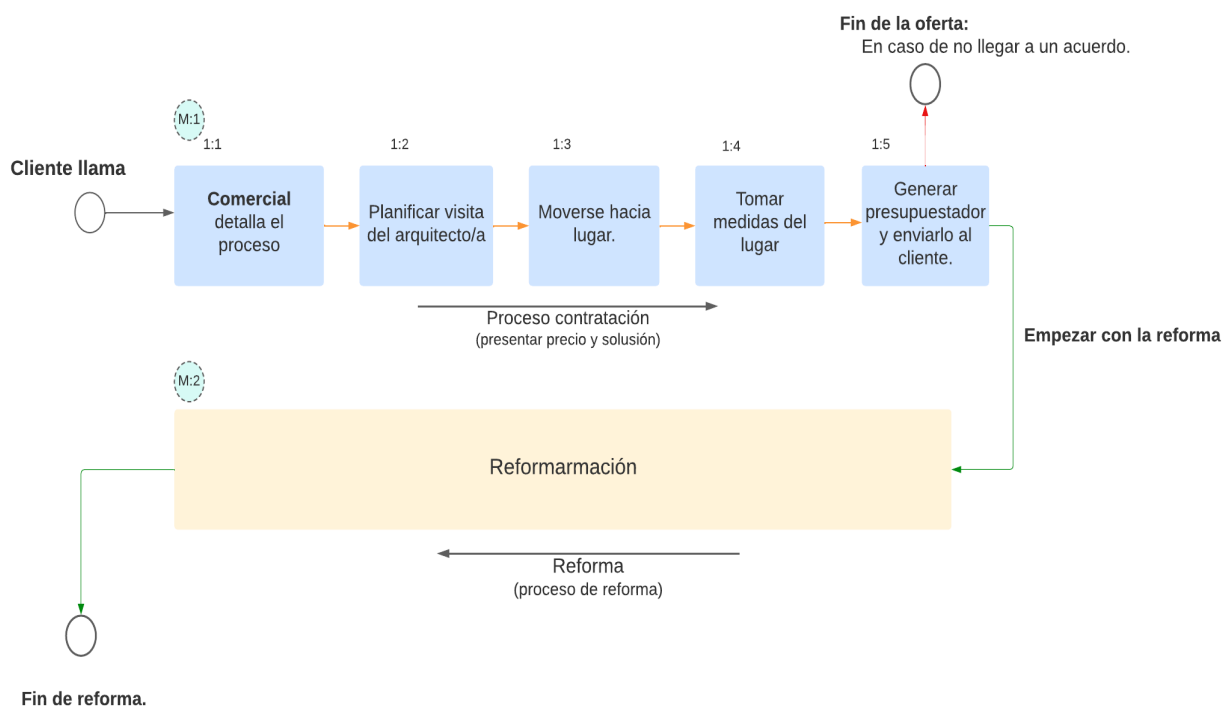 Fin de la oferta:
En caso de no llegar a un acuerdo.
M:1
1:1
1:2
1:3
1:4
1:5
Cliente llama
Comercial
detalla el
proceso
Planificar visita
del arquitecto/a
Moverse hacia
lugar.
Tomar
medidas del
lugar
Generar
presupuestador
y enviarlo al
cliente.
Proceso contratación
(presentar precio y solusión)
Empezar con la reforma
M:2
Reformarmación
Reforma
(proceso de reforma)
Fin de reforma.